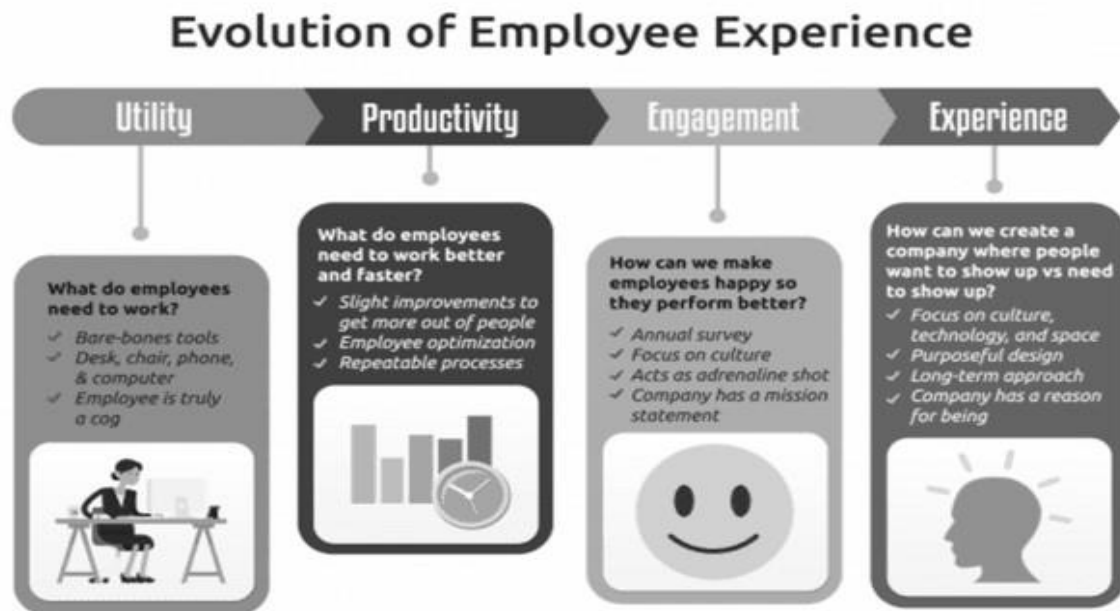 Evolution of Employee Experience
Utility
Productivity
Engagement
Experience
What do employees
need to work?
✓ Bare-bones tools
✓ Desk, chair, phone,
& computer
✓ Employee is truly
a cog
What do employees
need to work better
and faster?
✓ Slight improvements to
get more out of people
✓ Employee optimization
✓ Repeatable processes
How can we make
employees happy so
they perform better?
✓ Annual survey
✓ Focus on culture
✓ Acts as adrenaline shot
✓ Company has a mission
statement
How can we create a
company where people
want to show up vs need
to show up?
✓ Focus on culture,
technology, and space
✓ Purposeful design
✓ Long-term approach
✓ Company has a reason
for being